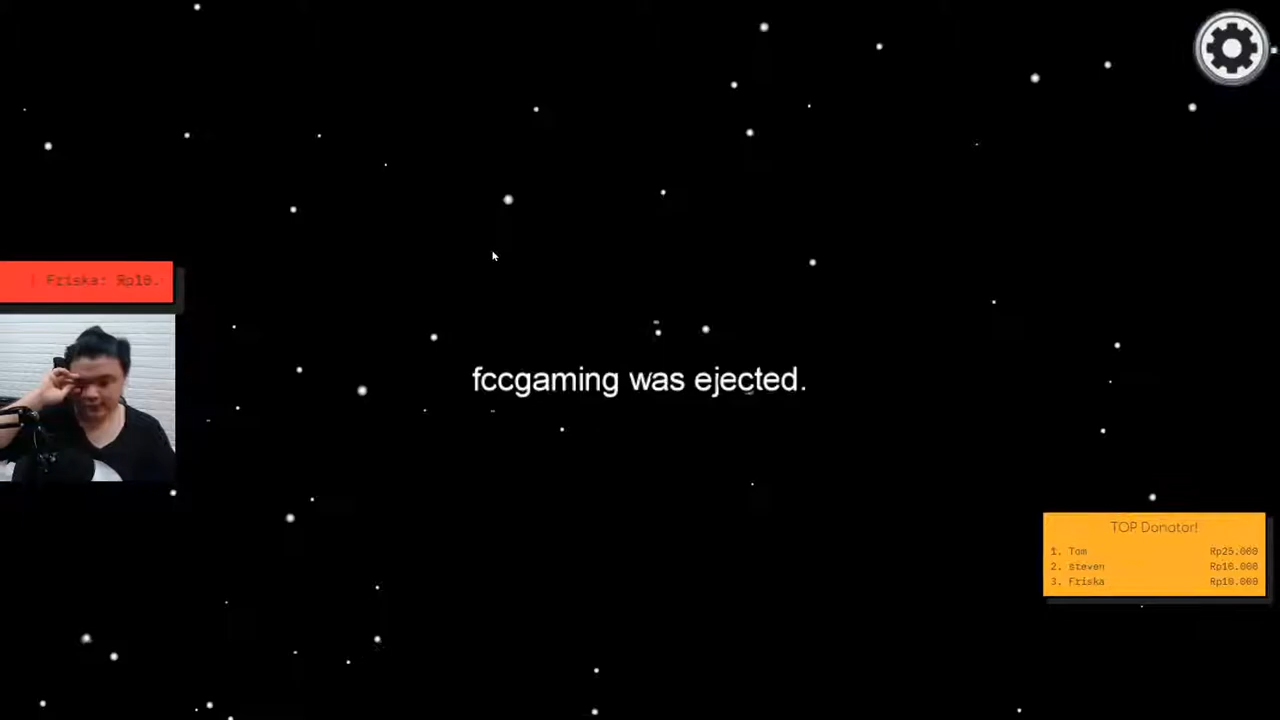 Friska: Rp10.
fccgaming was ejected.
TOP Donator!
1. Tom Rp25.000
2. Steven Rp10.000
3. Friska Rp10.000